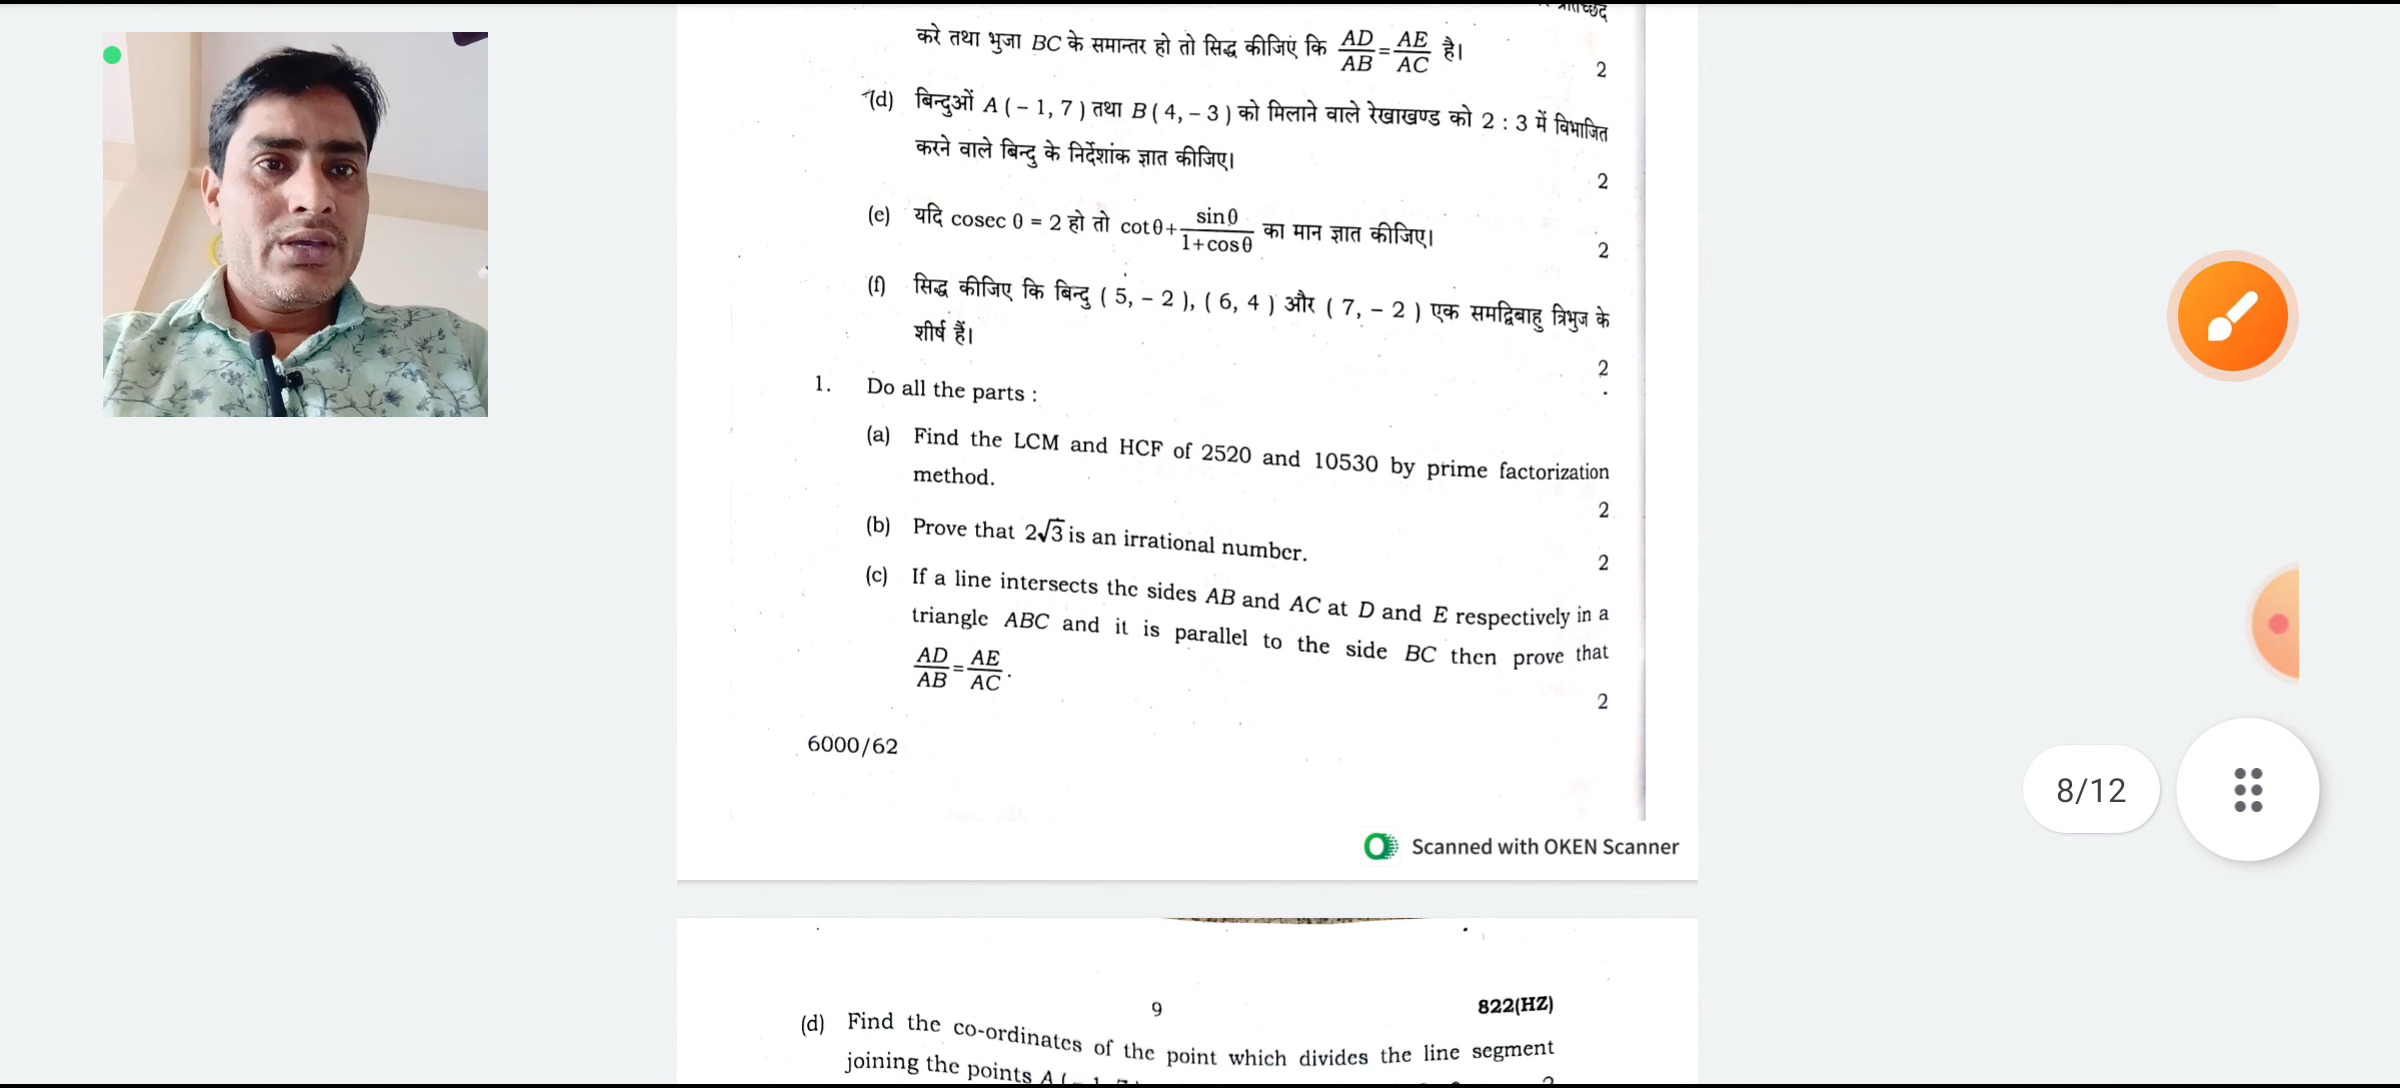 करे तथा भुजा BC के समान्तर हो तो सिद्ध कीजिए कि AD/AB = AE/AC है।
2
(d) बिन्दुओं A ( – 1, 7 ) तथा B ( 4, – 3 ) को मिलाने वाले रेखाखण्ड को 2 : 3 में विभाजित
करने वाले बिन्दु के निर्देशांक ज्ञात कीजिए।
2
(e) यदि cosec θ = 2 हो तो cotθ + sinθ/1+cosθ का मान ज्ञात कीजिए।
2
(f) सिद्ध कीजिए कि बिन्दु ( 5, – 2 ), ( 6, 4 ) और ( 7, – 2 ) एक समद्विबाहु त्रिभुज के
शीर्ष हैं।
2
1. Do all the parts :
(a) Find the LCM and HCF of 2520 and 10530 by prime factorization
method.
2
(b) Prove that 2√3 is an irrational number.
2
(c) If a line intersects the sides AB and AC at D and E respectively in a
triangle ABC and it is parallel to the side BC then prove that
AD/AB = AE/AC.
2
6000/62
Scanned with OKEN Scanner
8/12
9
822(HZ)
(d) Find the co-ordinates of the point which divides the line segment
joining the points A